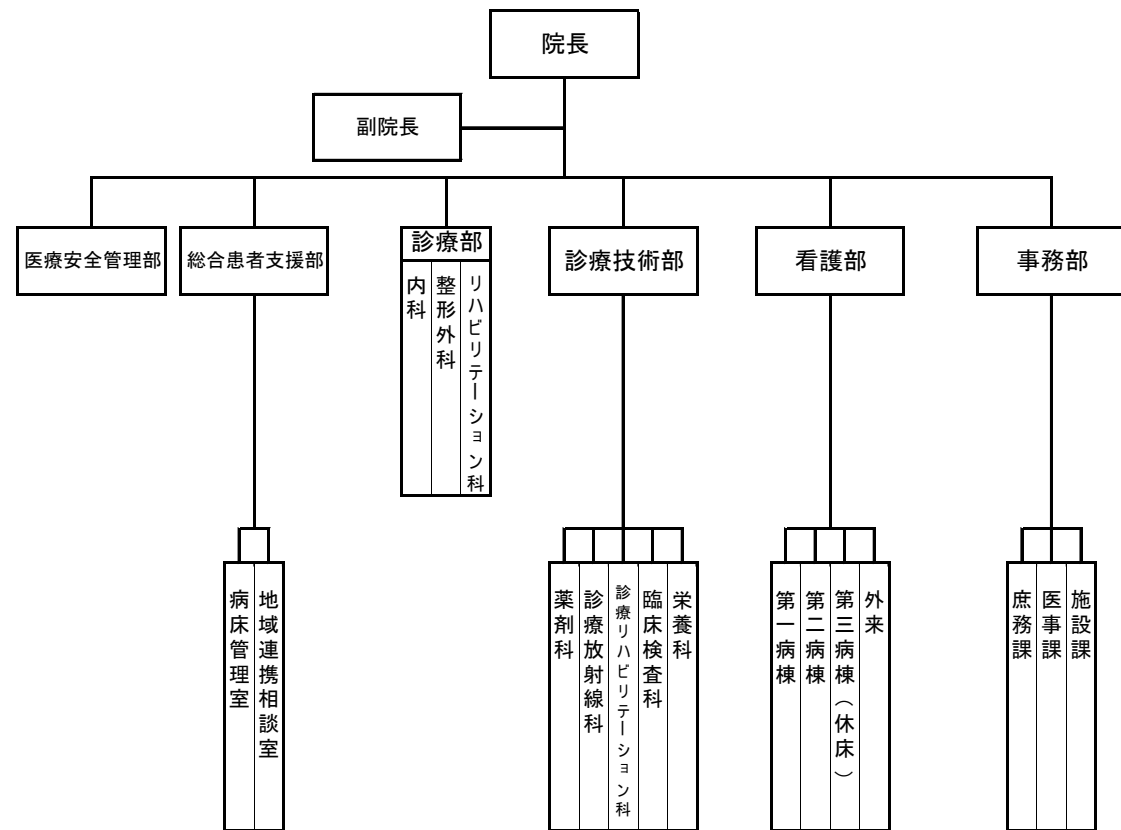 院長
副院長
医療安全管理部
総合患者支援部
診療部
診療技術部
看護部
事務部
内科
整形外科
リハビリテーション科
病床管理室
地域連携相談室
薬剤科
診療放射線科
診療リハビリテーション科
臨床検査科
栄養科
第一病棟
第二病棟
第三病棟（休床）
外来
庶務課
医事課
施設課